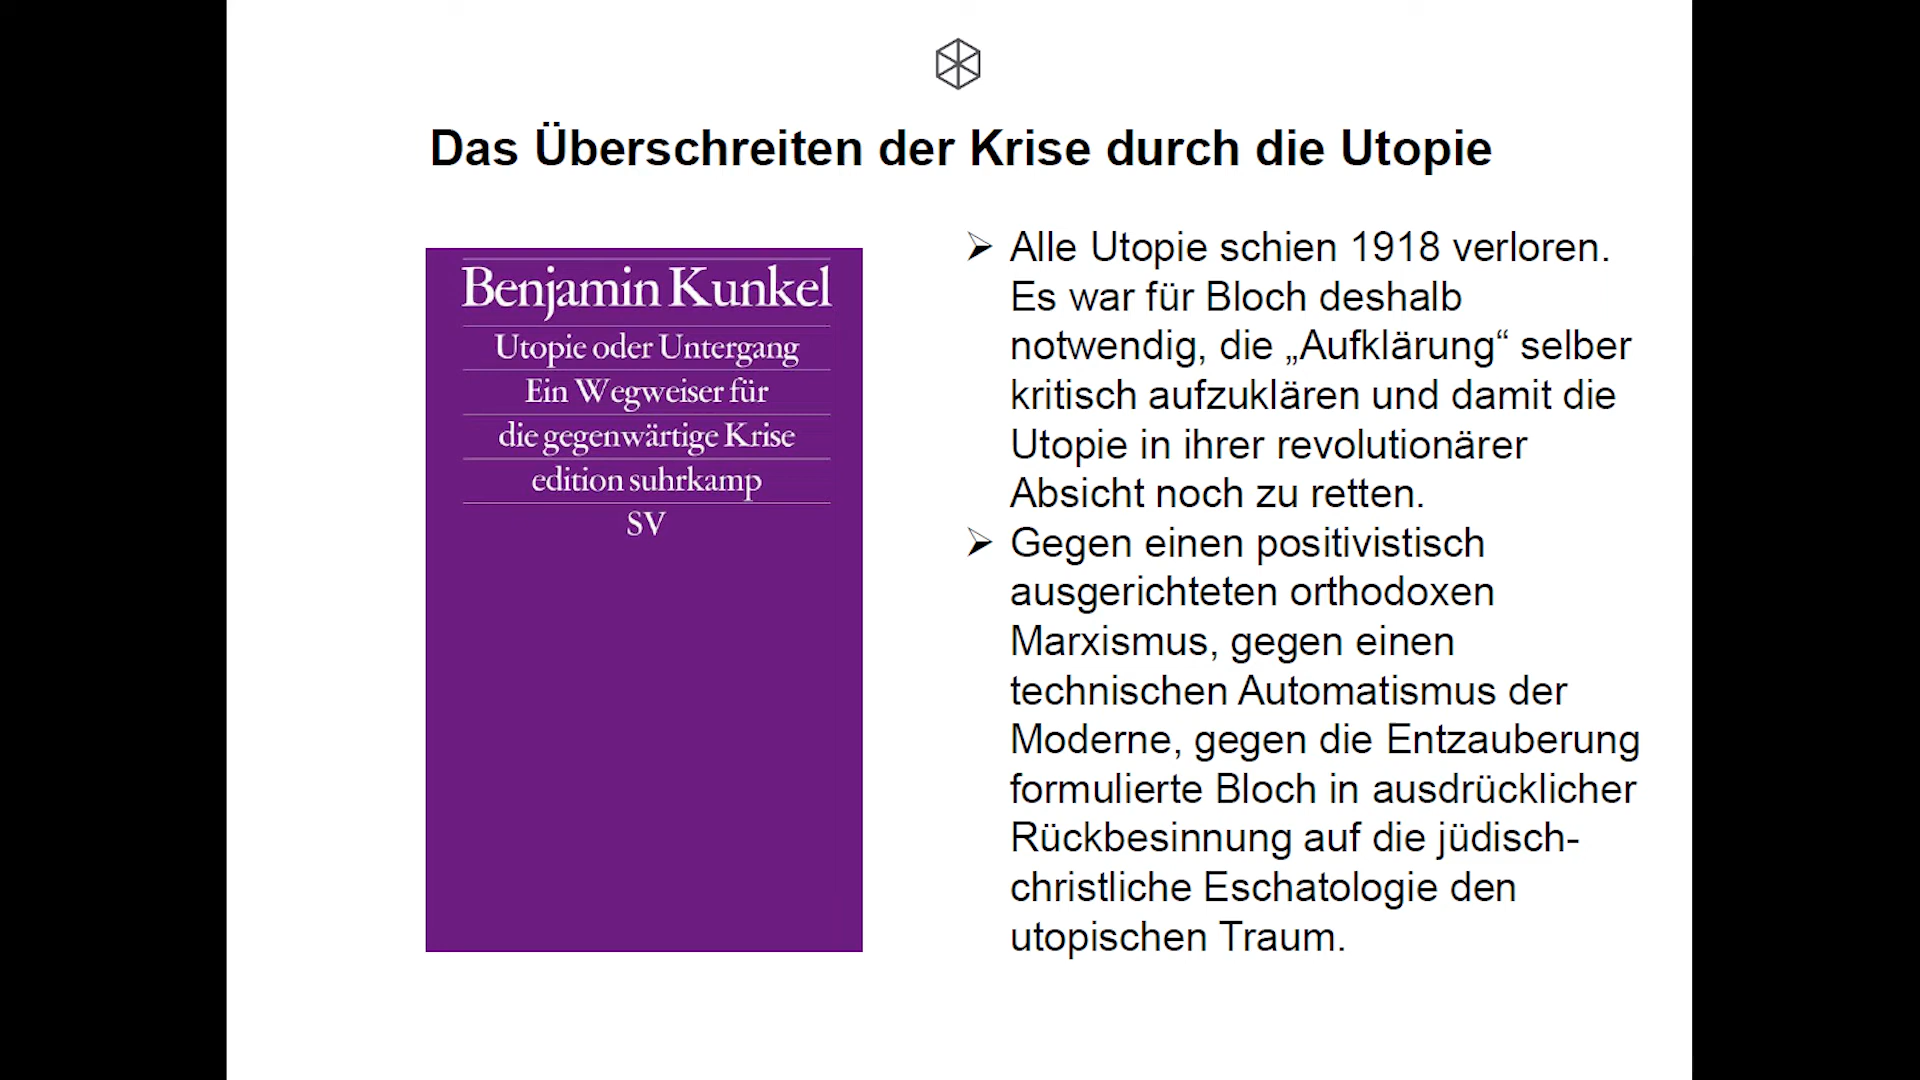 Das Überschreiten der Krise durch die Utopie
Benjamin Kunkel
Utopie oder Untergang
Ein Wegweiser für
die gegenwärtige Krise
edition suhrkamp
SV
Alle Utopie schien 1918 verloren.
Es war für Bloch deshalb
notwendig, die „Aufklärung“ selber
kritisch aufzuklären und damit die
Utopie in ihrer revolutionärer
Absicht noch zu retten.
Gegen einen positivistisch
ausgerichteten orthodoxen
Marxismus, gegen einen
technischen Automatismus der
Moderne, gegen die Entzauberung
formulierte Bloch in ausdrücklicher
Rückbesinnung auf die jüdisch-
christliche Eschatologie den
utopischen Traum.